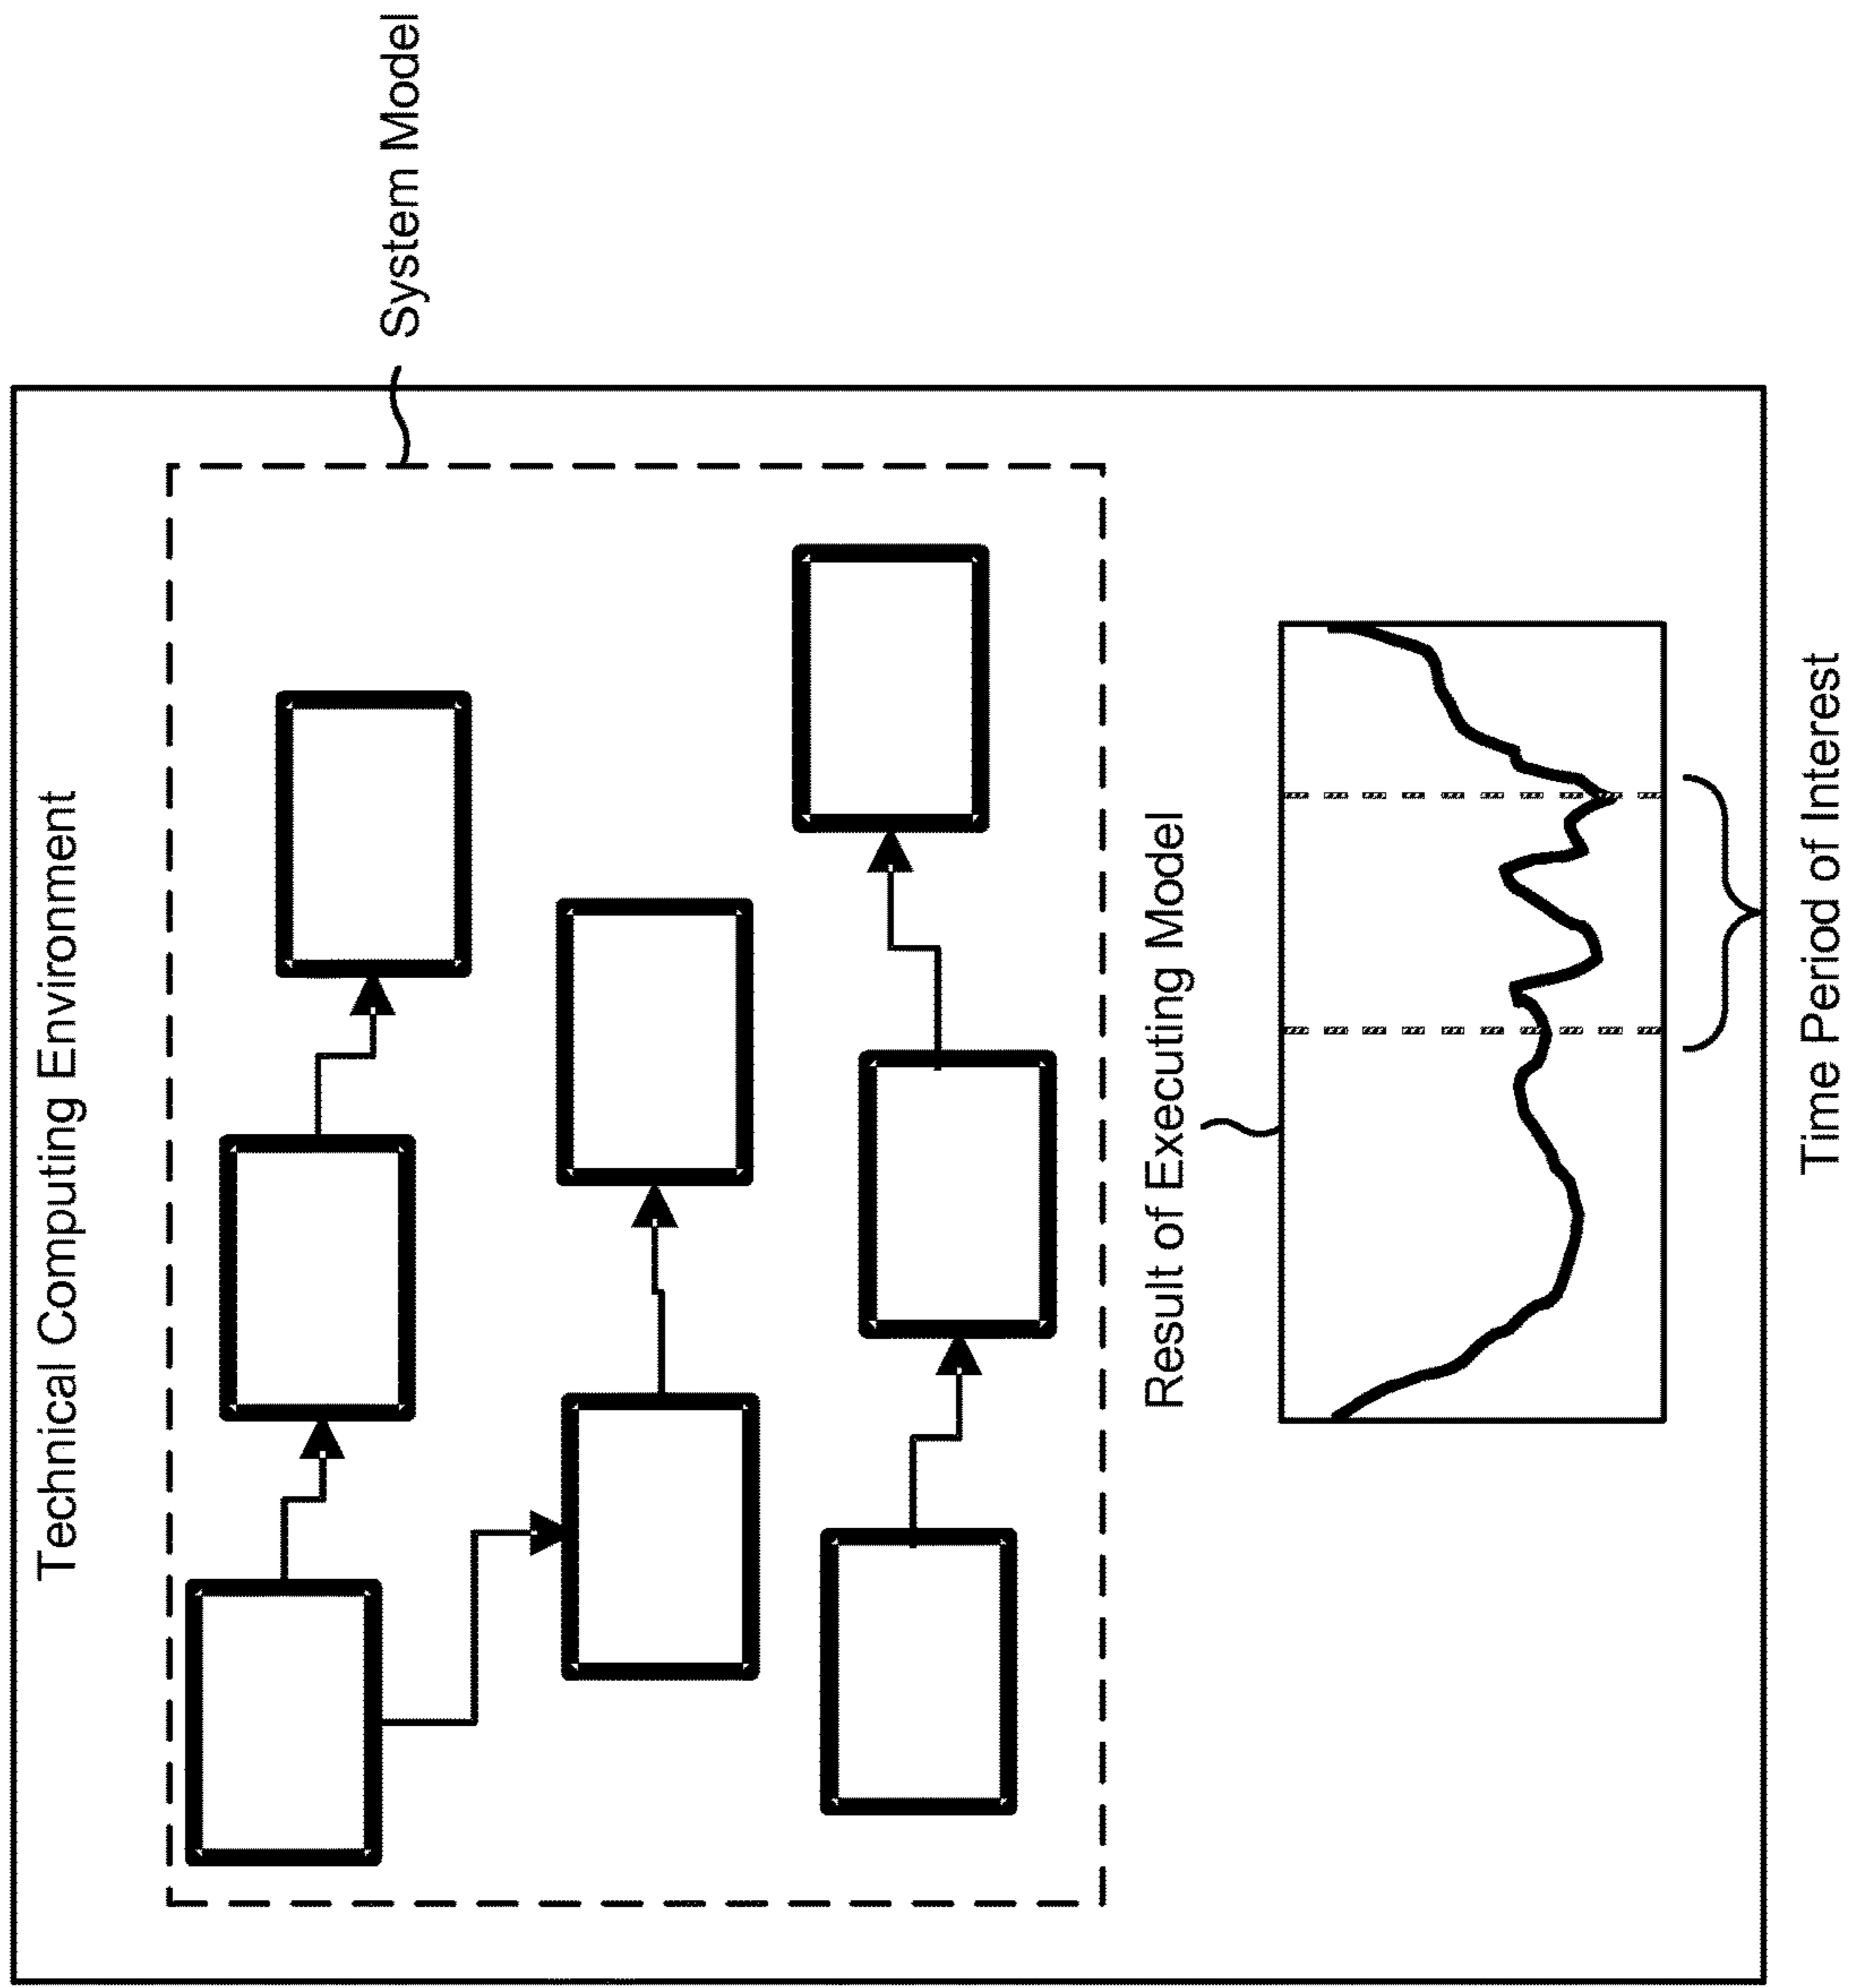 Technical Computing Environment
System Model
Result of Executing Model
Time Period of Interest